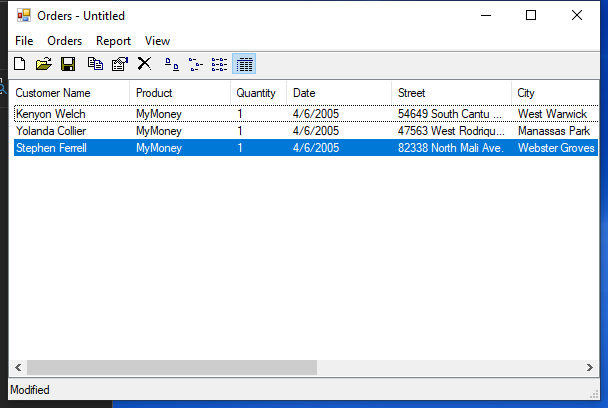 Orders - Untitled
File Orders Report View
Customer Name Product Quantity Date Street City
Kenyon Welch MyMoney 1 4/6/2005 54649 South Cantu ... West Warwick
Yolanda Collier MyMoney 1 4/6/2005 47563 West Rodriqu... Manassas Park
Stephen Ferrell MyMoney 1 4/6/2005 82338 North Mali Ave. Webster Groves
Modified